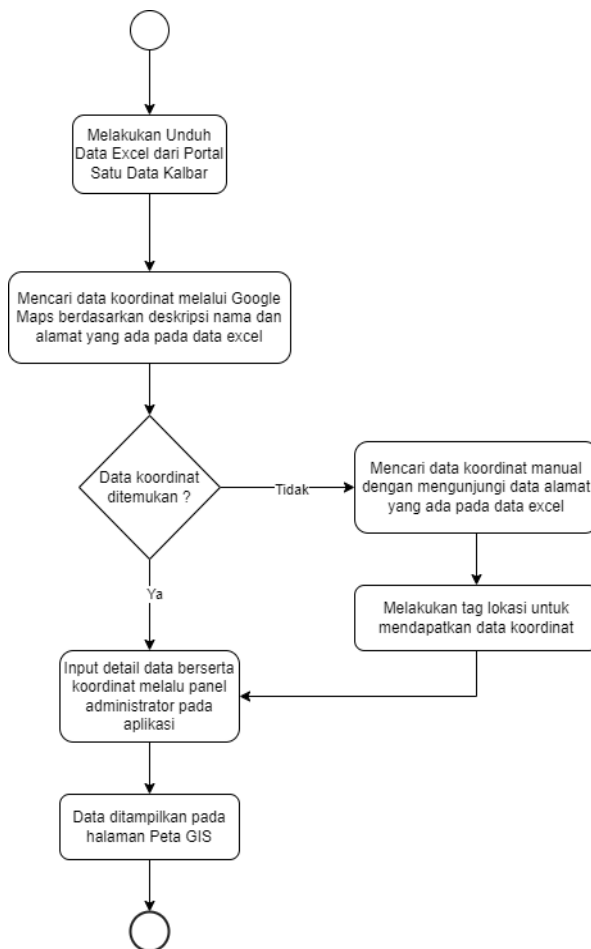 Melakukan Unduh
Data Excel dari Portal
Satu Data Kalbar
Mencari data koordinat melalui Google
Maps berdasarkan deskripsi nama dan
alamat yang ada pada data excel
Data koordinat
ditemukan ?
Tidak
Mencari data koordinat manual
dengan mengunjungi data alamat
yang ada pada data excel
Ya
Melakukan tag lokasi untuk
mendapatkan data koordinat
Input detail data berserta
koordinat melalu panel
administrator pada
aplikasi
Data ditampilkan pada
halaman Peta GIS